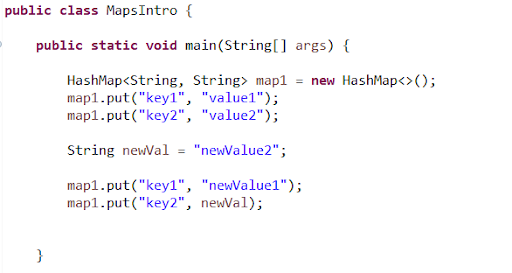 public class MapsIntro {
public static void main(String[] args) {
HashMap<String, String> map1 = new HashMap<>();
map1.put("key1", "value1");
map1.put("key2", "value2");
String newVal = "newValue2";
map1.put("key1", "newValue1");
map1.put("key2", newVal);
}